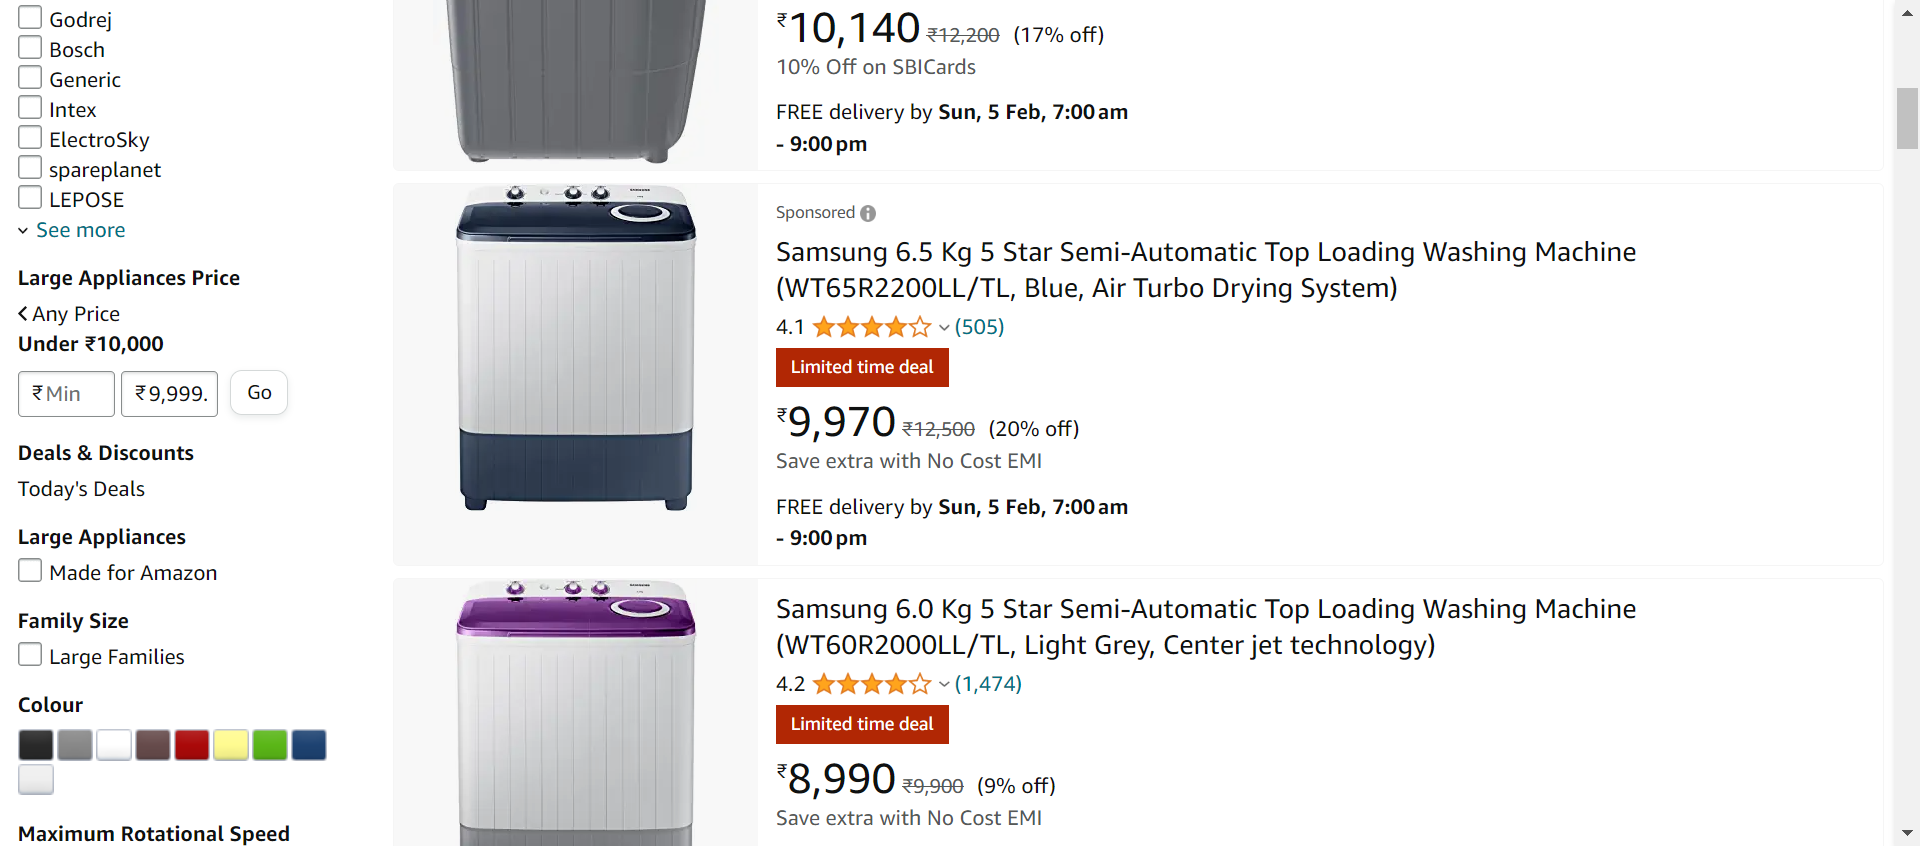 Godrej
Bosch
Generic
Intex
ElectroSky
spareplanet
LEPOSE
See more
Large Appliances Price
Any Price
Under ₹10,000
₹ Min ₹ 9,999. Go
Deals & Discounts
Today's Deals
Large Appliances
Made for Amazon
Family Size
Large Families
Colour
Maximum Rotational Speed
₹10,140 ₹12,200 (17% off)
10% Off on SBICards
FREE delivery by Sun, 5 Feb, 7:00 am
- 9:00 pm
SAMSUNG
Sponsored
Samsung 6.5 Kg 5 Star Semi-Automatic Top Loading Washing Machine
(WT65R2200LL/TL, Blue, Air Turbo Drying System)
4.1 (505)
Limited time deal
₹9,970 ₹12,500 (20% off)
Save extra with No Cost EMI
FREE delivery by Sun, 5 Feb, 7:00 am
- 9:00 pm
SAMSUNG
Samsung 6.0 Kg 5 Star Semi-Automatic Top Loading Washing Machine
(WT60R2000LL/TL, Light Grey, Center jet technology)
4.2 (1,474)
Limited time deal
₹8,990 ₹9,900 (9% off)
Save extra with No Cost EMI